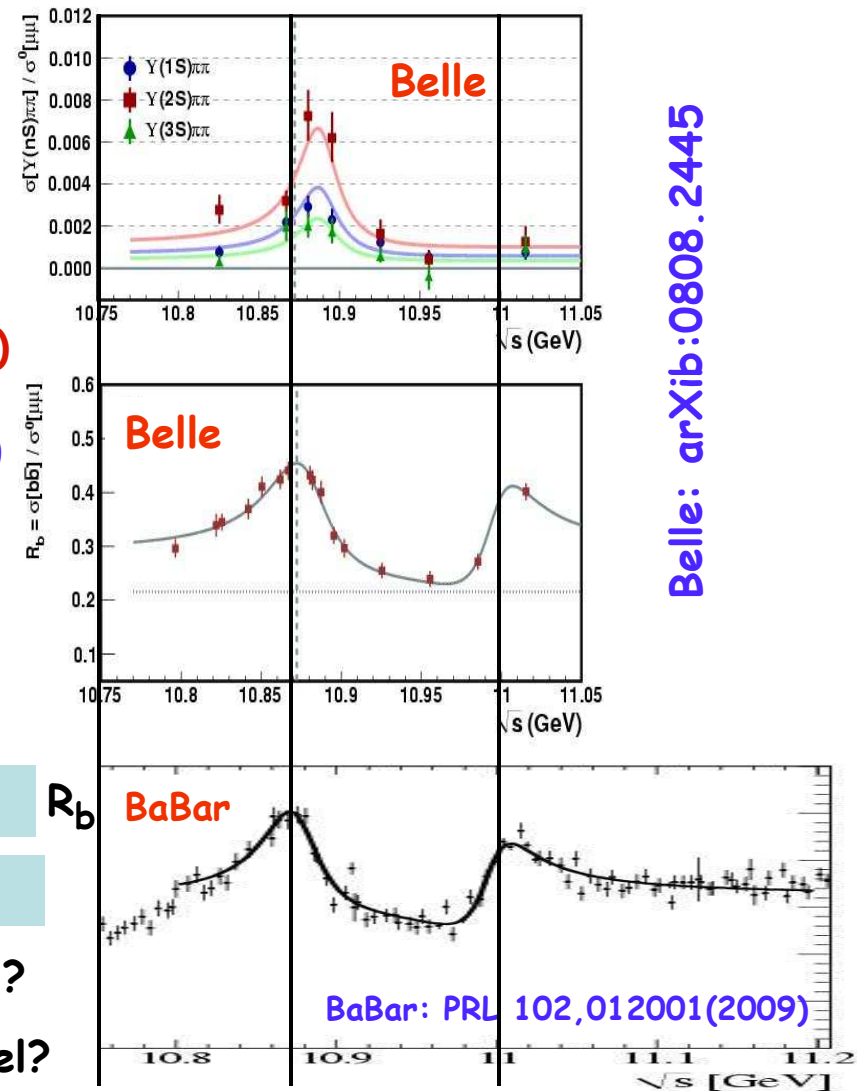 0.012
0.010
0.008
0.006
0.004
0.002
0.000
σ[Υ(nS)ππ] / σ⁰[μμ]
Υ(1S)ππ
Υ(2S)ππ
Υ(3S)ππ
Belle
10.75 10.8 10.85 10.9 10.95 11 11.05
√s (GeV)
Belle: arXib:0808.2445
)
)
0.6
0.5
0.4
0.3
0.2
0.1
R_b = σ[bb̅] / σ⁰[μμ]
Belle
10.75 10.8 10.85 10.9 10.95 11 11.05
√s (GeV)
R_b
BaBar
?
el?
BaBar: PRL 102,012001(2009)
10.8 10.9 11 11.1 11.2
√s [GeV]